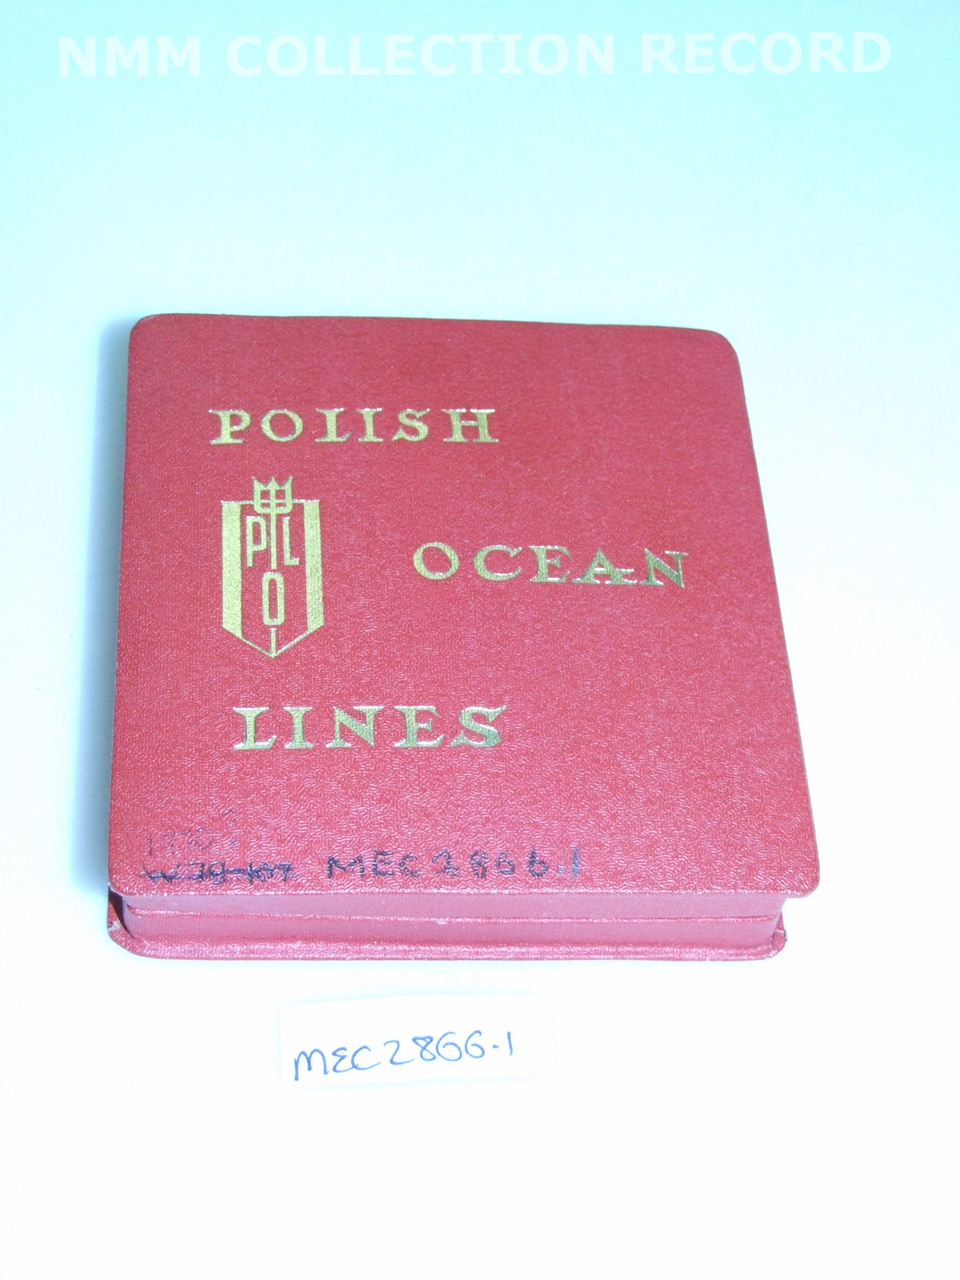 NMM COLLECTION RECORD
POLISH
PLO
OCEAN
LINES
MEC2866.1
MEC2866.1